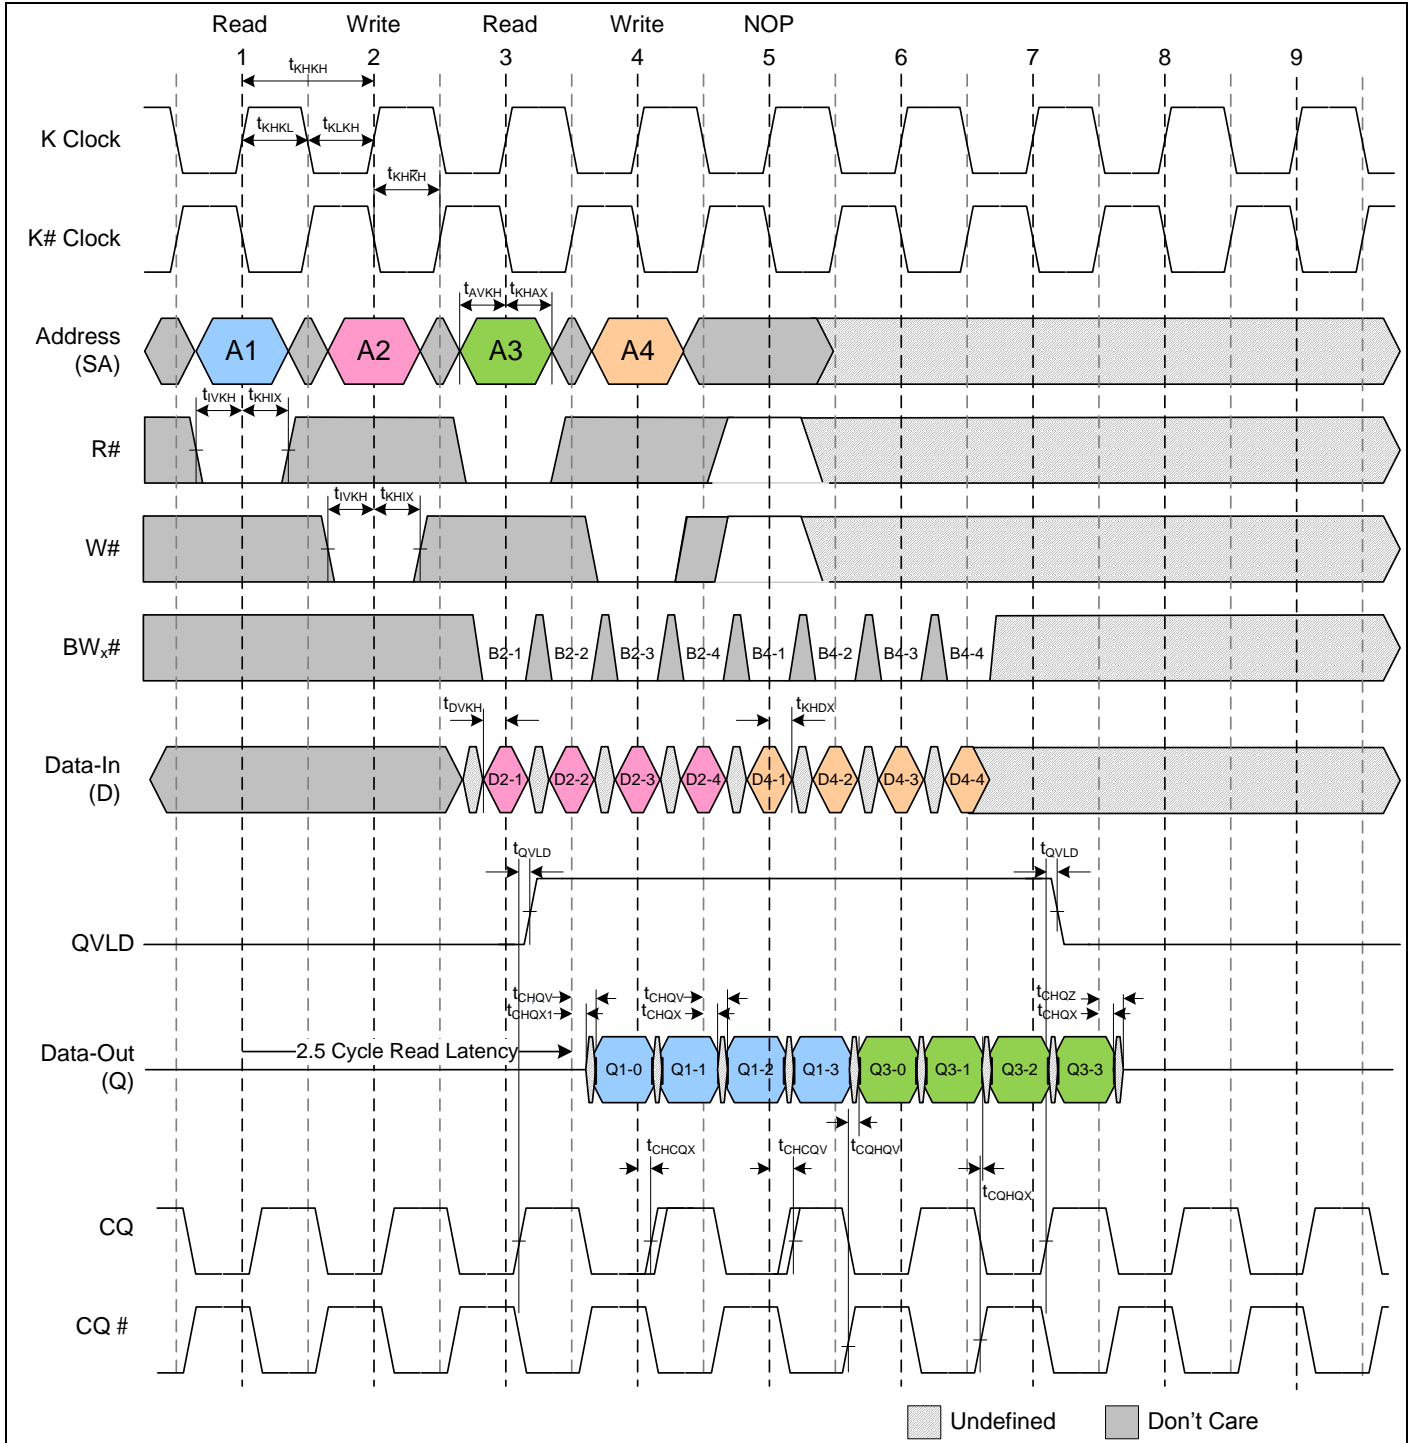 Read Write Read Write NOP
1 2 3 4 5 6 7 8 9
tKHKH
K Clock
tKHKL tKLKH
tKHK̅H
K# Clock
tAVKH tKHAX
Address
(SA)
A1 A2 A3 A4
tIVKH tKHIX
R#
tIVKH tKHIX
W#
BWx#
B2-1 B2-2 B2-3 B2-4 B4-1 B4-2 B4-3 B4-4
tDVKH tKHDX
Data-In
(D)
D2-1 D2-2 D2-3 D2-4 D4-1 D4-2 D4-3 D4-4
tQVLD tQVLD
QVLD
tCHQV tCHQV tCHQZ
tCHQX1 tCHQX tCHQX
Data-Out
(Q)
2.5 Cycle Read Latency
Q1-0 Q1-1 Q1-2 Q1-3 Q3-0 Q3-1 Q3-2 Q3-3
tCHCQX tCHCQV tCQHQV
tCQHQX
CQ
CQ #
Undefined Don't Care